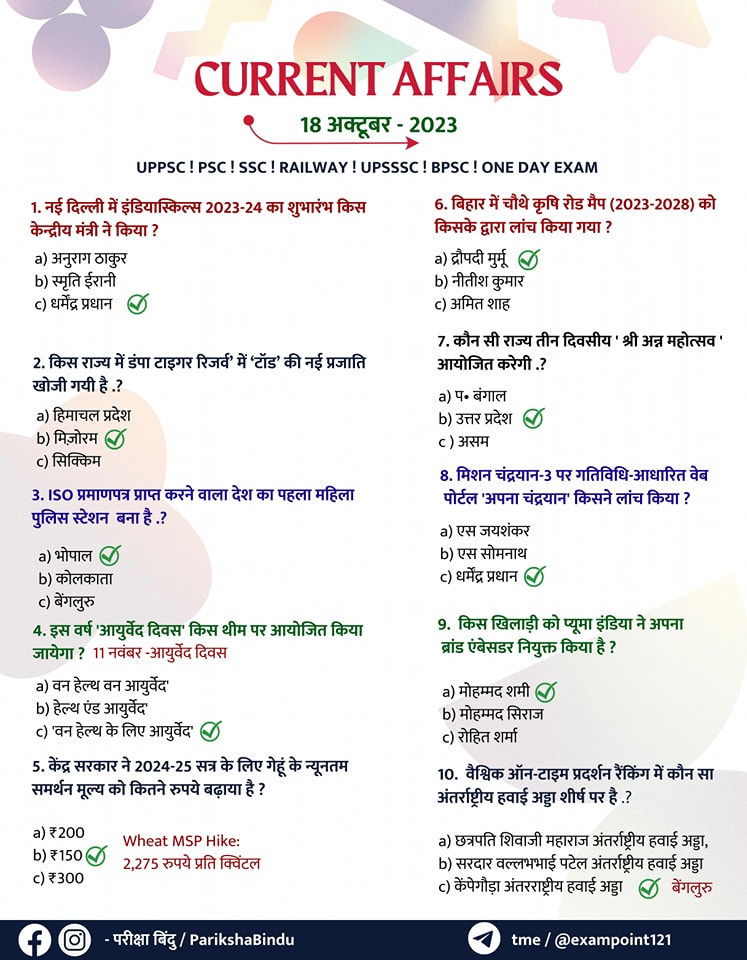 CURRENT AFFAIRS
18 अक्टूबर - 2023
UPPSC ! PSC ! SSC ! RAILWAY ! UPSSSC ! BPSC ! ONE DAY EXAM
1. नई दिल्ली में इंडियास्किल्स 2023-24 का शुभारंभ किस
केन्द्रीय मंत्री ने किया ?
a) अनुराग ठाकुर
b) स्मृति ईरानी
c) धर्मेंद्र प्रधान
2. किस राज्य में डंपा टाइगर रिजर्व’ में ‘टॉड’ की नई प्रजाति
खोजी गयी है .?
a) हिमाचल प्रदेश
b) मिज़ोरम
c) सिक्किम
3. ISO प्रमाणपत्र प्राप्त करने वाला देश का पहला महिला
पुलिस स्टेशन बना है .?
a) भोपाल
b) कोलकाता
c) बेंगलुरु
4. इस वर्ष 'आयुर्वेद दिवस' किस थीम पर आयोजित किया
जायेगा ? 11 नवंबर -आयुर्वेद दिवस
a) वन हेल्थ वन आयुर्वेद'
b) हेल्थ एंड आयुर्वेद'
c) 'वन हेल्थ के लिए आयुर्वेद'
5. केंद्र सरकार ने 2024-25 सत्र के लिए गेहूं के न्यूनतम
समर्थन मूल्य को कितने रुपये बढ़ाया है ?
a) ₹200
b) ₹150
c) ₹300
Wheat MSP Hike:
2,275 रुपये प्रति क्विंटल
6. बिहार में चौथे कृषि रोड मैप (2023-2028) को
किसके द्वारा लांच किया गया ?
a) द्रौपदी मुर्मू
b) नीतीश कुमार
c) अमित शाह
7. कौन सी राज्य तीन दिवसीय ' श्री अन्न महोत्सव '
आयोजित करेगी .?
a) प• बंगाल
b) उत्तर प्रदेश
c ) असम
8. मिशन चंद्रयान-3 पर गतिविधि-आधारित वेब
पोर्टल 'अपना चंद्रयान' किसने लांच किया ?
a) एस जयशंकर
b) एस सोमनाथ
c) धर्मेंद्र प्रधान
9. किस खिलाड़ी को प्यूमा इंडिया ने अपना
ब्रांड एंबेसडर नियुक्त किया है ?
a) मोहम्मद शमी
b) मोहम्मद सिराज
c) रोहित शर्मा
10. वैश्विक ऑन-टाइम प्रदर्शन रैंकिंग में कौन सा
अंतर्राष्ट्रीय हवाई अड्डा शीर्ष पर है .?
a) छत्रपति शिवाजी महाराज अंतर्राष्ट्रीय हवाई अड्डा,
b) सरदार वल्लभभाई पटेल अंतर्राष्ट्रीय हवाई अड्डा
c) केंपेगौड़ा अंतरराष्ट्रीय हवाई अड्डा बेंगलुरु
- परीक्षा बिंदु / ParikshaBindu
tme / @exampoint121